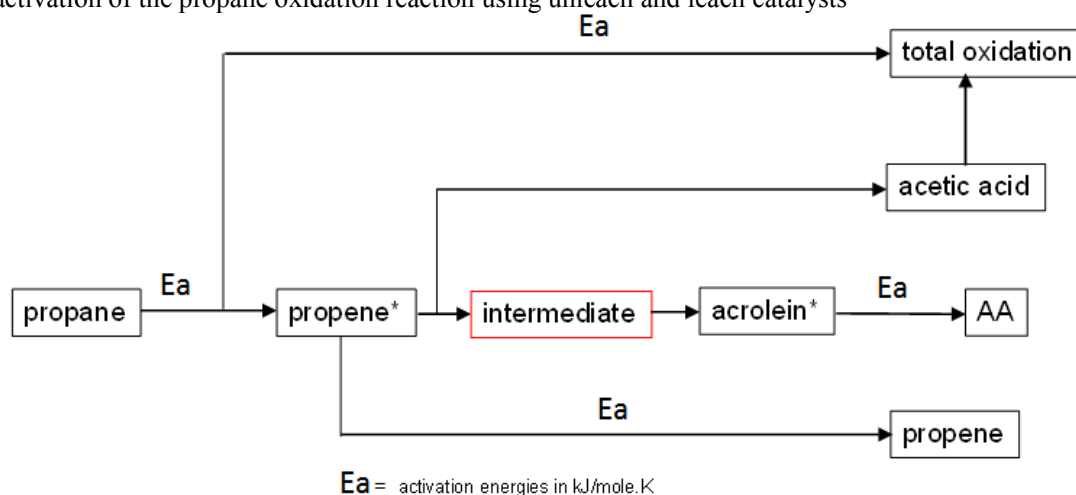 activation of the propane oxidation reaction using unleach and leach catalysts
Ea
total oxidation
acetic acid
Ea
propane
propene*
intermediate
acrolein*
Ea
AA
Ea
propene
Ea = activation energies in kJ/mole.K